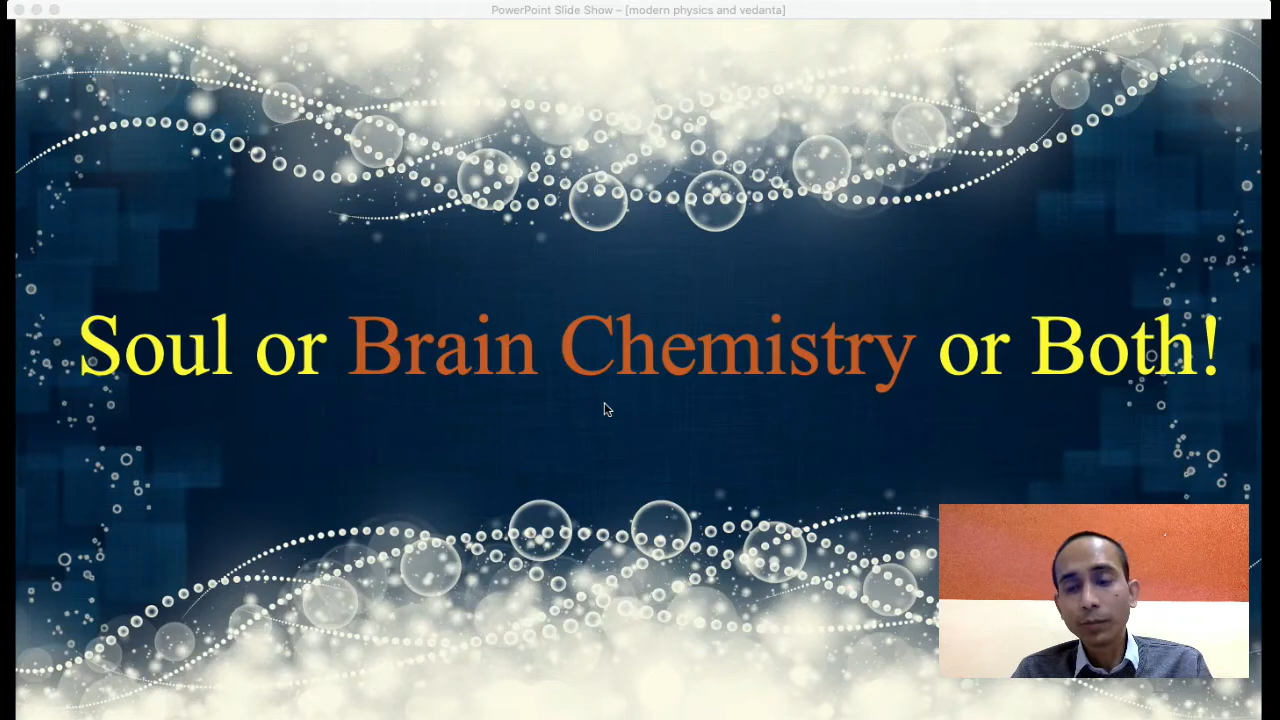 PowerPoint Slide Show – [modern physics and vedanta]
Soul or Brain Chemistry or Both!